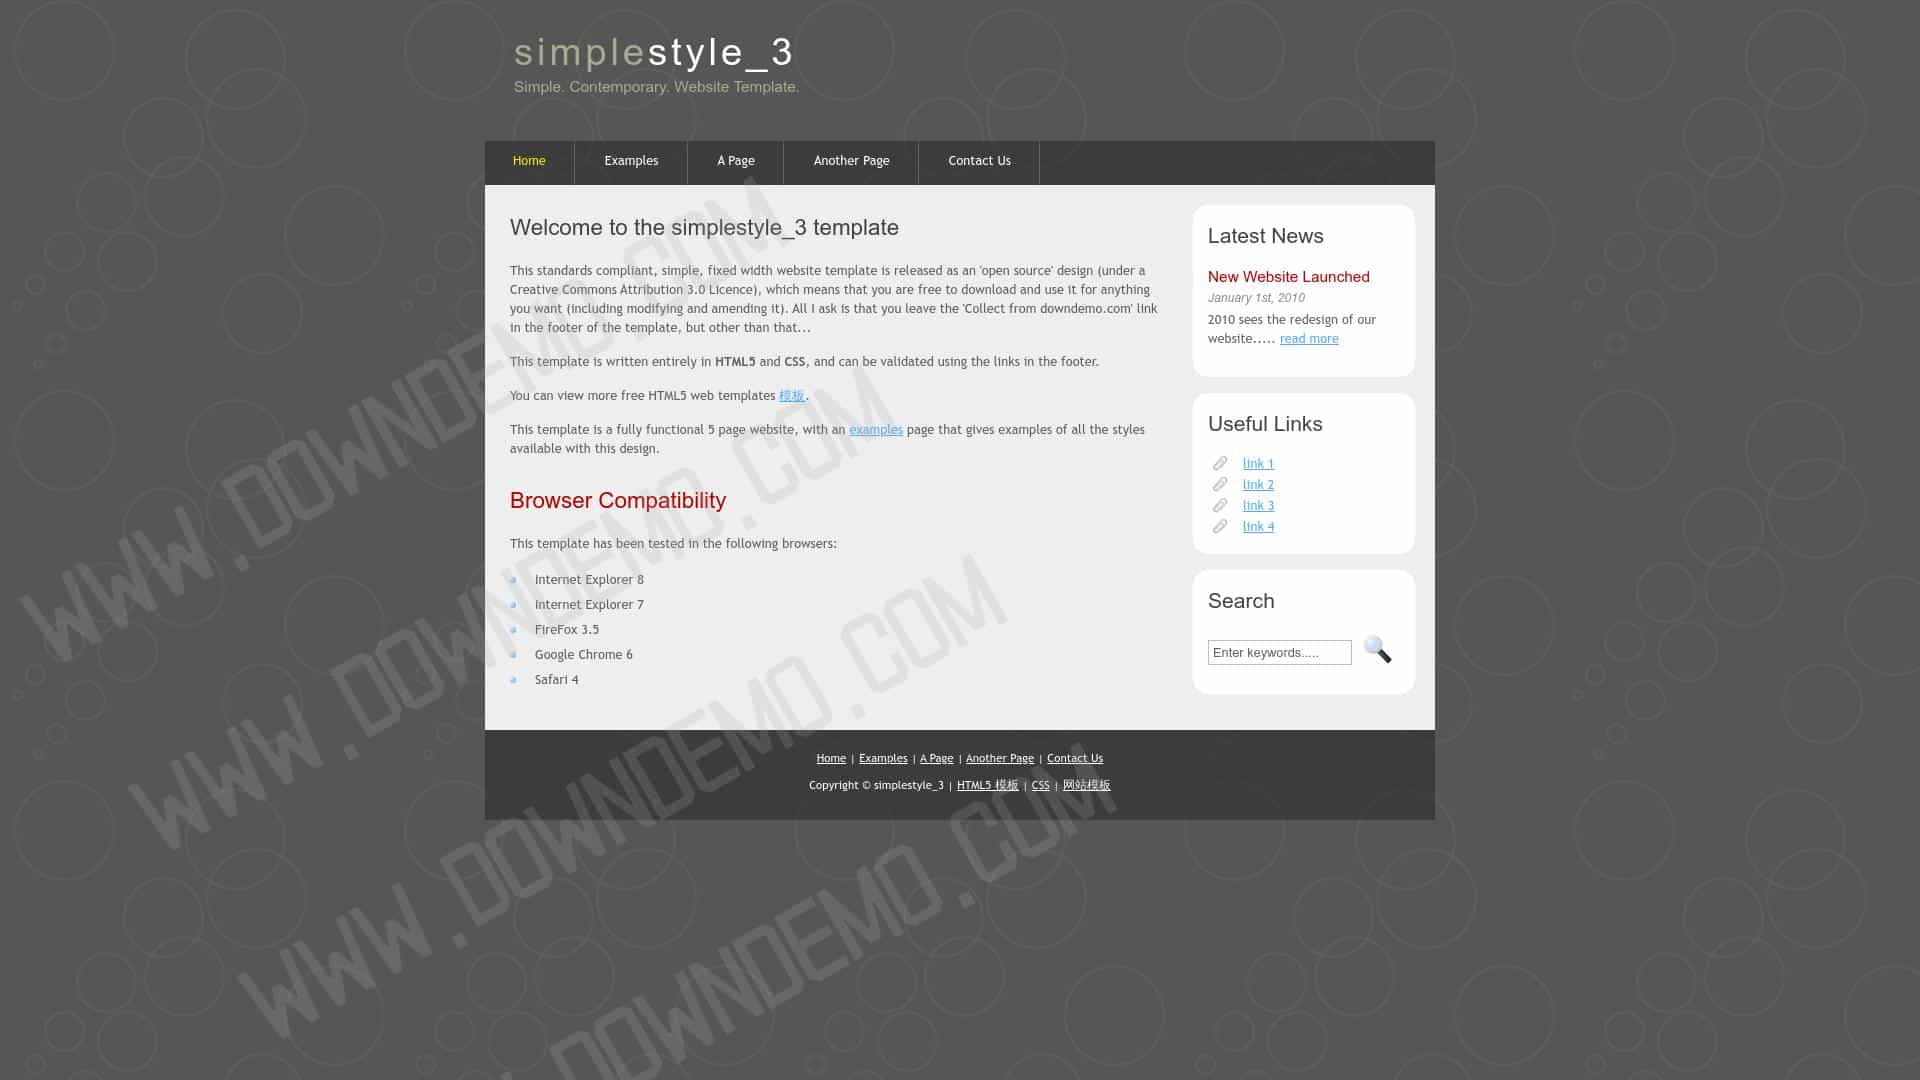 simplestyle_3
Simple. Contemporary. Website Template.
Home
Examples
A Page
Another Page
Contact Us
Welcome to the simplestyle_3 template
This standards compliant, simple, fixed width website template is released as an 'open source' design (under a
Creative Commons Attribution 3.0 Licence), which means that you are free to download and use it for anything
you want (including modifying and amending it). All I ask is that you leave the 'Collect from downdemo.com' link
in the footer of the template, but other than that...
This template is written entirely in HTML5 and CSS, and can be validated using the links in the footer.
You can view more free HTML5 web templates 模板.
This template is a fully functional 5 page website, with an examples page that gives examples of all the styles
available with this design.
Browser Compatibility
This template has been tested in the following browsers:
Internet Explorer 8
Internet Explorer 7
FireFox 3.5
Google Chrome 6
Safari 4
Latest News
New Website Launched
January 1st, 2010
2010 sees the redesign of our
website..... read more
Useful Links
link 1
link 2
link 3
link 4
Search
Enter keywords.....
Home | Examples | A Page | Another Page | Contact Us
Copyright © simplestyle_3 | HTML5 模板 | CSS | 网站模板
WWW.DOWNDEMO.COM
WWW.DOWNDEMO.COM
WWW.DOWNDEMO.COM
.DOWNDEMO.COM